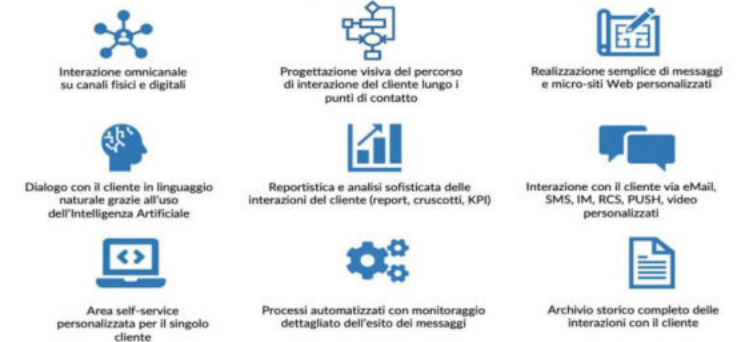 Interazione omnicanale
su canali fisici e digitali
Progettazione visiva del percorso
di interazione del cliente lungo i
punti di contatto
Realizzazione semplice di messaggi
e micro-siti Web personalizzati
Dialogo con il cliente in linguaggio
naturale grazie all'uso
dell'Intelligenza Artificiale
Reportistica e analisi sofisticata delle
interazioni del cliente (report, cruscotti, KPI)
Interazione con il cliente via eMail,
SMS, IM, RCS, PUSH, video
personalizzati
Area self-service
personalizzata per il singolo
cliente
Processi automatizzati con monitoraggio
dettagliato dell'esito dei messaggi
Archivio storico completo delle
interazioni con il cliente